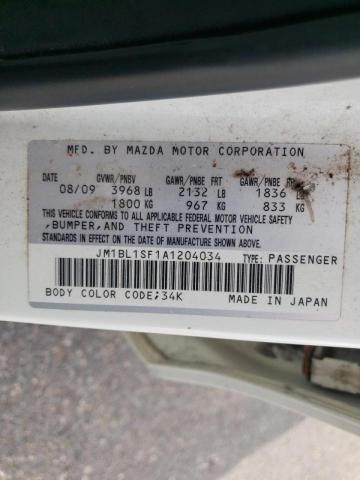 MFD. BY MAZDA MOTOR CORPORATION
DATE GVWR/PNBV GAWR/PNBE FRT GAWR/PNBE
08/09 3968 LB 2132 LB 1836 LB
1800 KG 967 KG 833 KG
THIS VEHICLE CONFORMS TO ALL APPLICABLE FEDERAL MOTOR VEHICLE SAFETY
,BUMPER, AND THEFT PREVENTION
STANDARDS IN EFFECT ON THE DATE OF MANUFACTURE SHOWN ABOVE.
JM1BL1SF1A1204034 TYPE: PASSENGER
BODY COLOR CODE;34K MADE IN JAPAN